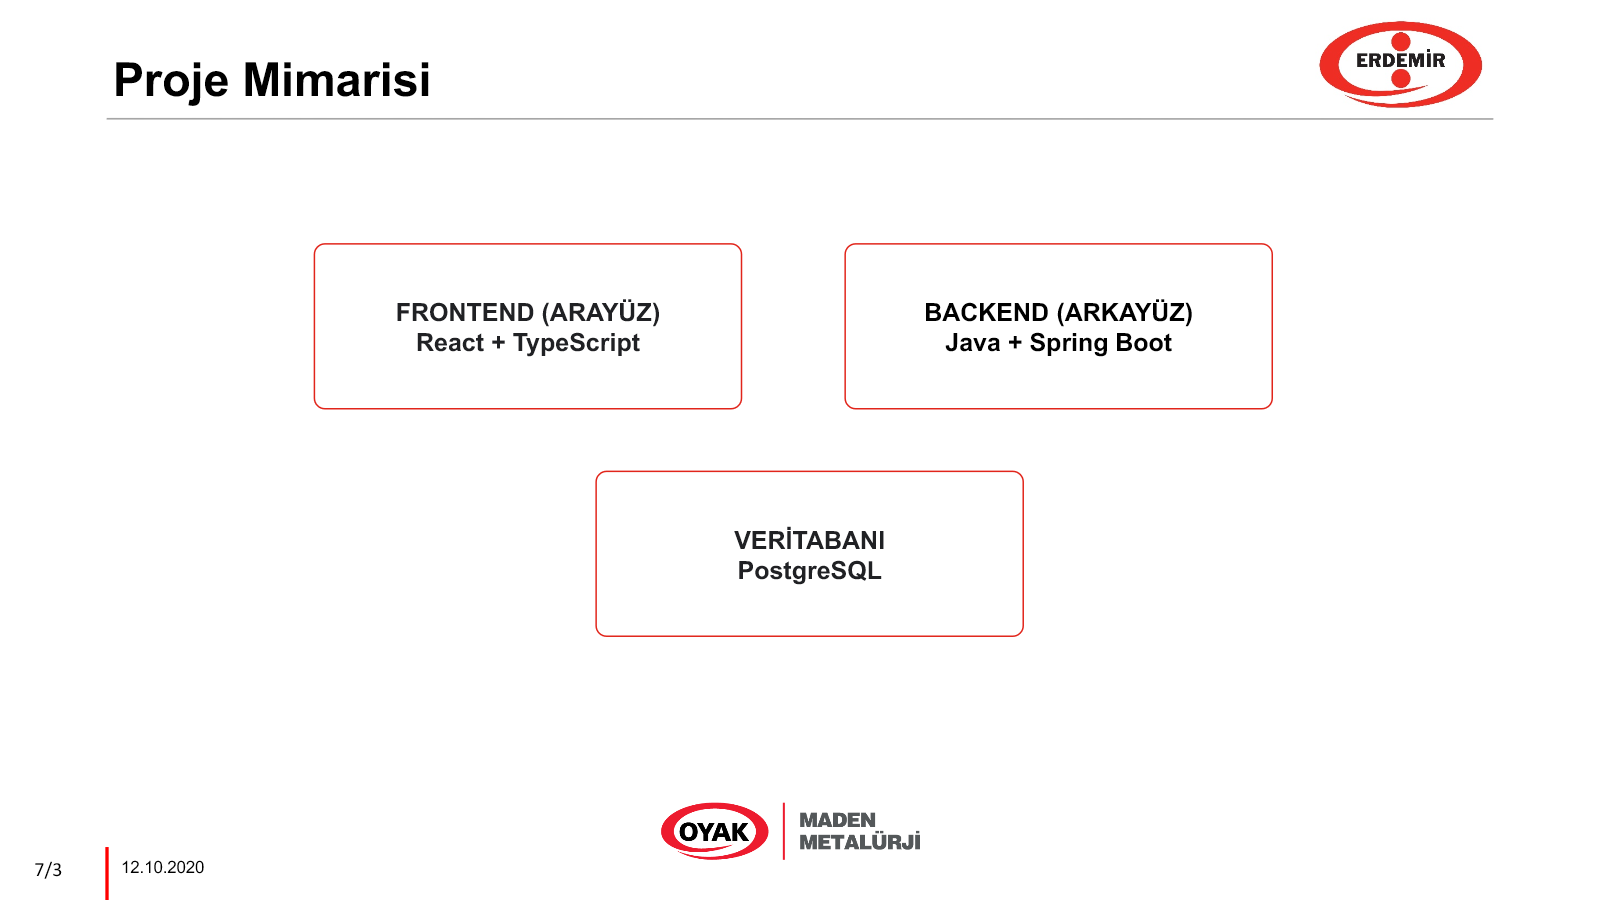 Proje Mimarisi
ERDEMİR
FRONTEND (ARAYÜZ)
React + TypeScript
BACKEND (ARKAYÜZ)
Java + Spring Boot
VERİTABANI
PostgreSQL
OYAK
MADEN
METALÜRJİ
7/3
12.10.2020